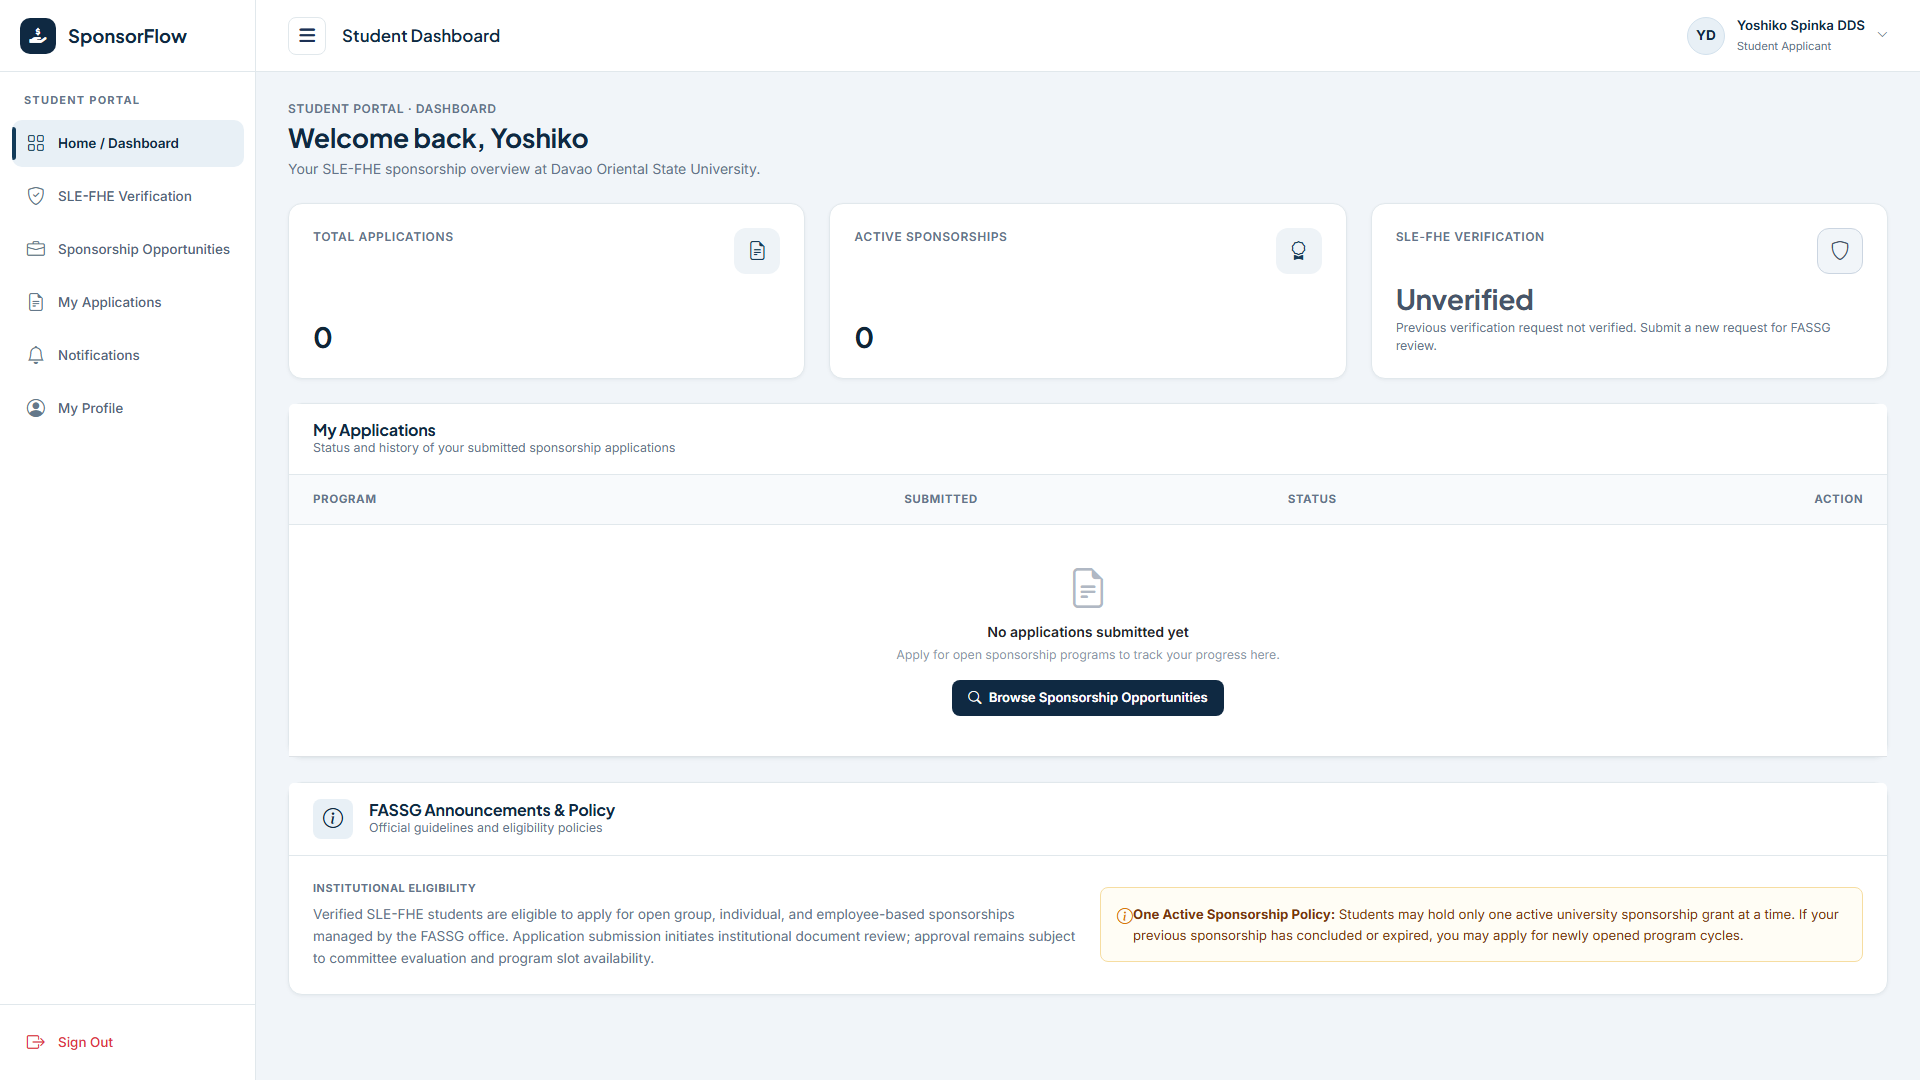 SponsorFlow
Student Dashboard
YD
Yoshiko Spinka DDS
Student Applicant
STUDENT PORTAL
Home / Dashboard
SLE-FHE Verification
Sponsorship Opportunities
My Applications
Notifications
My Profile
Sign Out
STUDENT PORTAL · DASHBOARD
Welcome back, Yoshiko
Your SLE-FHE sponsorship overview at Davao Oriental State University.
TOTAL APPLICATIONS
0
ACTIVE SPONSORSHIPS
0
SLE-FHE VERIFICATION
Unverified
Previous verification request not verified. Submit a new request for FASSG
review.
My Applications
Status and history of your submitted sponsorship applications
PROGRAM SUBMITTED STATUS ACTION
No applications submitted yet
Apply for open sponsorship programs to track your progress here.
Browse Sponsorship Opportunities
FASSG Announcements & Policy
Official guidelines and eligibility policies
INSTITUTIONAL ELIGIBILITY
Verified SLE-FHE students are eligible to apply for open group, individual, and employee-based sponsorships
managed by the FASSG office. Application submission initiates institutional document review; approval remains subject
to committee evaluation and program slot availability.
One Active Sponsorship Policy: Students may hold only one active university sponsorship grant at a time. If your
previous sponsorship has concluded or expired, you may apply for newly opened program cycles.